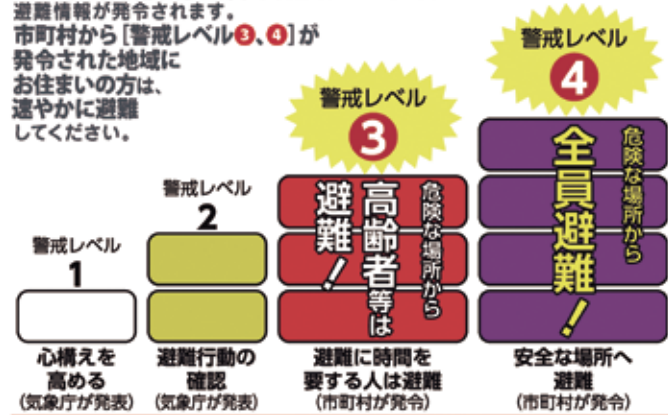 避難情報が発令されます。
市町村から[警戒レベル❸、❹]が
発令された地域に
お住まいの方は、
速やかに避難
してください。
警戒レベル
1
心構えを
高める
(気象庁が発表)
警戒レベル
2
避難行動の
確認
(気象庁が発表)
警戒レベル
3
危険な場所から
高齢者等は
避難!
避難に時間を
要する人は避難
(市町村が発令)
警戒レベル
4
危険な場所から
全員避難!
安全な場所へ
避難
(市町村が発令)